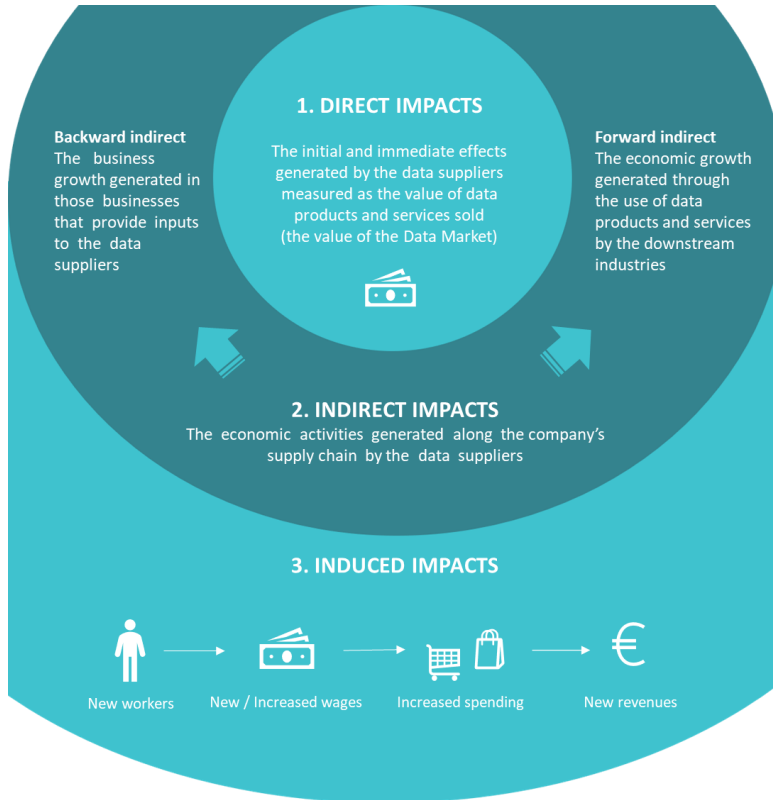 1. DIRECT IMPACTS
The initial and immediate effects
generated by the data suppliers
measured as the value of data
products and services sold
(the value of the Data Market)
Backward indirect
The business
growth generated in
those businesses
that provide inputs
to the data
suppliers
Forward indirect
The economic growth
generated through
the use of data
products and services
by the downstream
industries
2. INDIRECT IMPACTS
The economic activities generated along the company's
supply chain by the data suppliers
3. INDUCED IMPACTS
€
New workers
New / Increased wages
Increased spending
New revenues